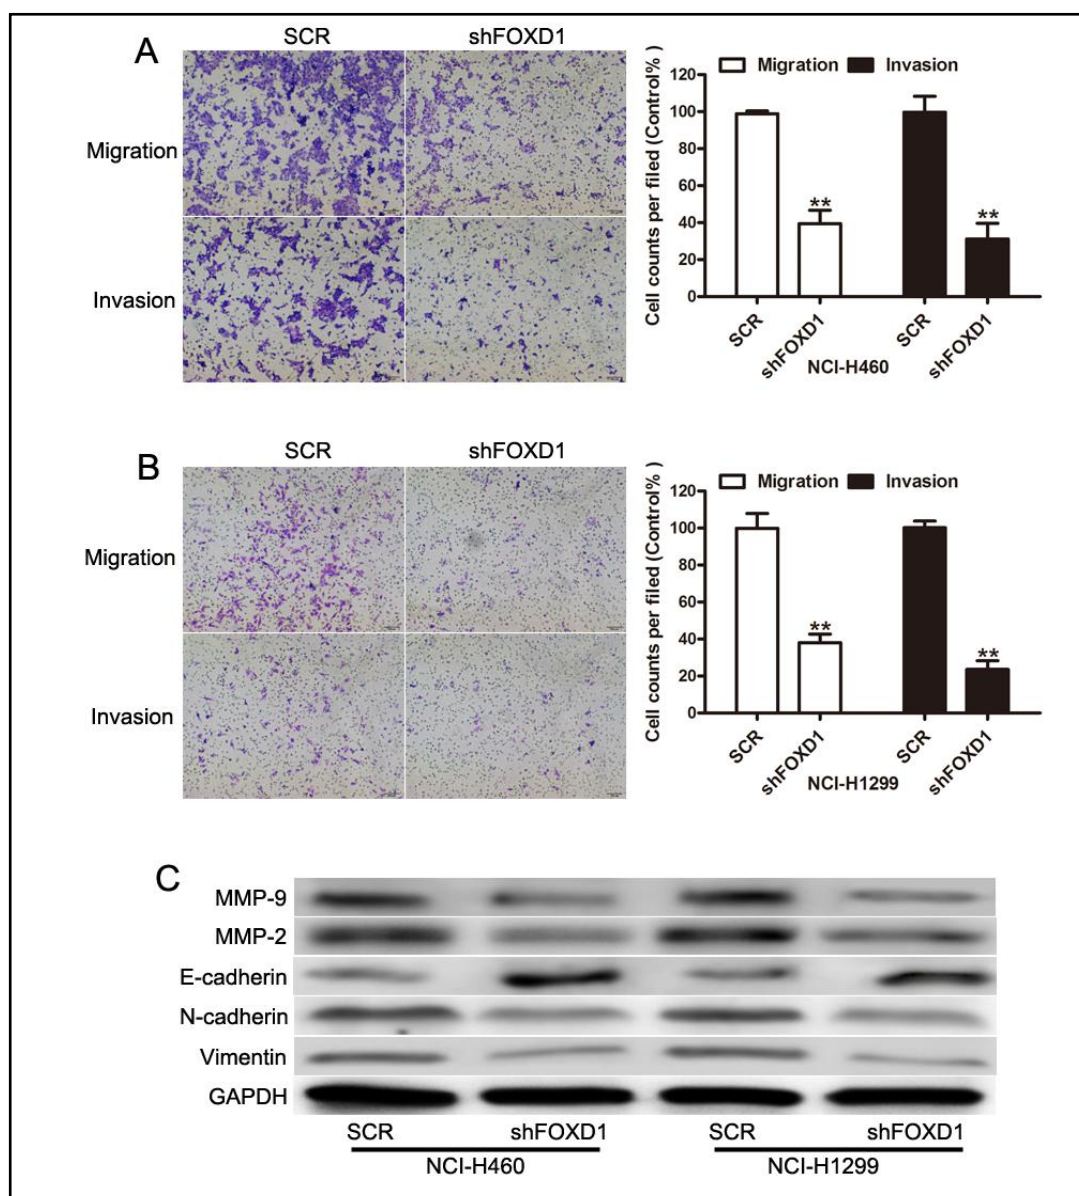 A
SCR shFOXD1
Migration
Invasion
Cell counts per filed (Control%)
Migration Invasion
120
100
80
60
40
20
0
** **
SCR shFOXD1 SCR shFOXD1
NCI-H460
B
SCR shFOXD1
Migration
Invasion
Cell counts per filed (Control% )
Migration Invasion
120
100
80
60
40
20
0
** **
SCR shFOXD1 SCR shFOXD1
NCI-H1299
C
MMP-9
MMP-2
E-cadherin
N-cadherin
Vimentin
GAPDH
SCR shFOXD1 SCR shFOXD1
NCI-H460 NCI-H1299